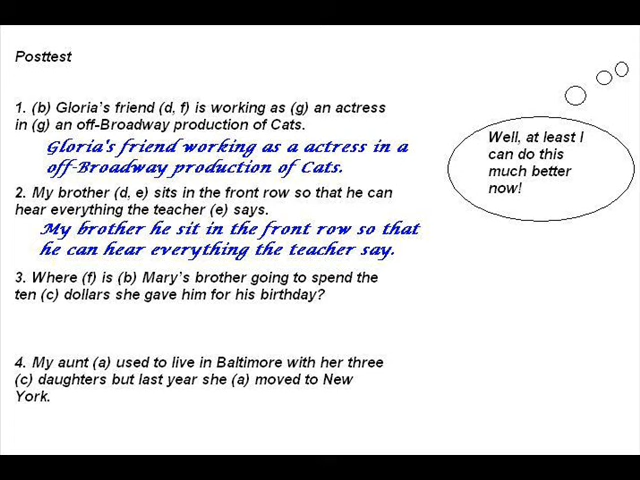 Posttest
1. (b) Gloria's friend (d, f) is working as (g) an actress
in (g) an off-Broadway production of Cats.
Gloria's friend working as a actress in a
off-Broadway production of Cats.
2. My brother (d, e) sits in the front row so that he can
hear everything the teacher (e) says.
My brother he sit in the front row so that
he can hear everything the teacher say.
3. Where (f) is (b) Mary's brother going to spend the
ten (c) dollars she gave him for his birthday?
4. My aunt (a) used to live in Baltimore with her three
(c) daughters but last year she (a) moved to New
York.
Well, at least I
can do this
much better
now!